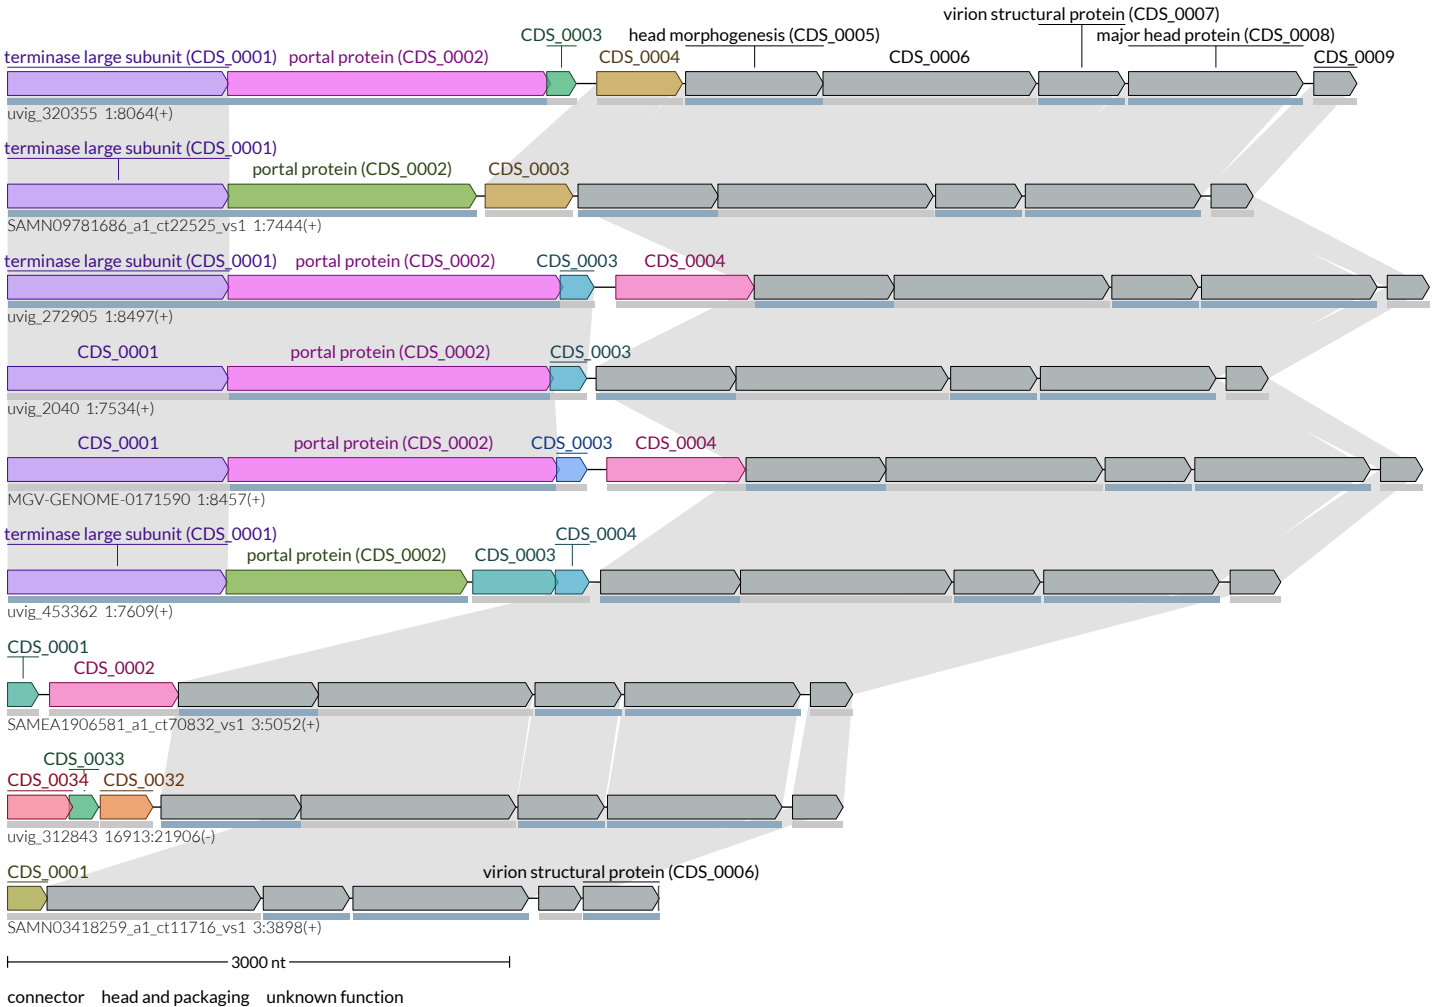 virion structural protein (CDS_0007)
CDS_0003 head morphogenesis (CDS_0005) major head protein (CDS_0008)
terminase large subunit (CDS_0001) portal protein (CDS_0002) CDS_0004 CDS_0006 CDS_0009
uvig_320355 1:8064(+)
terminase large subunit (CDS_0001)
portal protein (CDS_0002) CDS_0003
SAMN09781686_a1_ct22525_vs1 1:7444(+)
terminase large subunit (CDS_0001) portal protein (CDS_0002) CDS_0003 CDS_0004
uvig_272905 1:8497(+)
CDS_0001 portal protein (CDS_0002) CDS_0003
uvig_2040 1:7534(+)
CDS_0001 portal protein (CDS_0002) CDS_0003 CDS_0004
MGV-GENOME-0171590 1:8457(+)
terminase large subunit (CDS_0001) CDS_0004
portal protein (CDS_0002) CDS_0003
uvig_453362 1:7609(+)
CDS_0001
CDS_0002
SAMEA1906581_a1_ct70832_vs1 3:5052(+)
CDS_0033
CDS_0034 CDS_0032
uvig_312843 16913:21906(-)
CDS_0001 virion structural protein (CDS_0006)
SAMN03418259_a1_ct11716_vs1 3:3898(+)
3000 nt
connector head and packaging unknown function